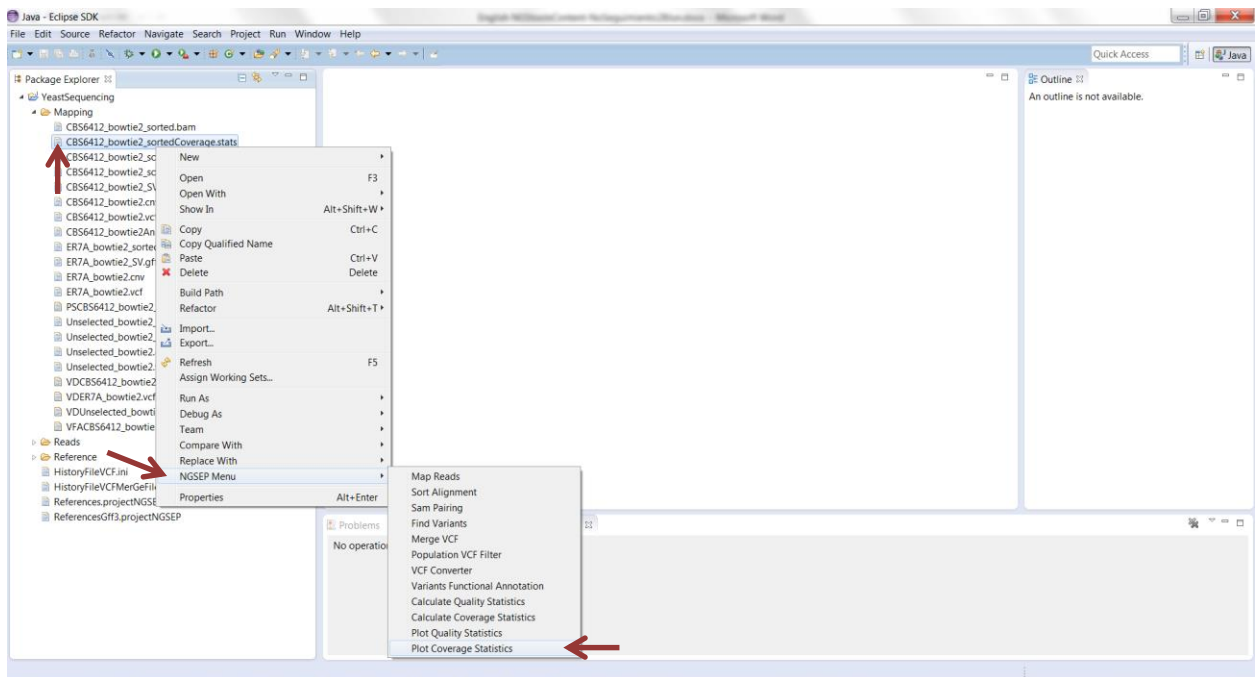 Java - Eclipse SDK
File Edit Source Refactor Navigate Search Project Run Window Help
Quick Access
Java
Package Explorer
YeastSequencing
Mapping
CBS6412_bowtie2_sorted.bam
CBS6412_bowtie2_sortedCoverage.stats
CBS6412_bowtie2_so
CBS6412_bowtie2_so
CBS6412_bowtie2_SV
CBS6412_bowtie2.cn
CBS6412_bowtie2.vc
CBS6412_bowtie2An
ER7A_bowtie2_sorte
ER7A_bowtie2_SV.gf
ER7A_bowtie2.cnv
ER7A_bowtie2.vcf
PSCBS6412_bowtie2_
Unselected_bowtie2_
Unselected_bowtie2_
Unselected_bowtie2.
Unselected_bowtie2.
VDCBS6412_bowtie2
VDER7A_bowtie2.vcf
VDUnselected_bowti
VFACBS6412_bowtie
Reads
Reference
HistoryFileVCF.ini
HistoryFileVCFMerGeFil
References.projectNGSE
ReferencesGff3.projectNGSEP
New
Open F3
Open With
Show In Alt+Shift+W
Copy Ctrl+C
Copy Qualified Name
Paste Ctrl+V
Delete Delete
Build Path
Refactor Alt+Shift+T
Import...
Export...
Refresh F5
Assign Working Sets...
Run As
Debug As
Team
Compare With
Replace With
NGSEP Menu
Properties Alt+Enter
Map Reads
Sort Alignment
Sam Pairing
Find Variants
Merge VCF
Population VCF Filter
VCF Converter
Variants Functional Annotation
Calculate Quality Statistics
Calculate Coverage Statistics
Plot Quality Statistics
Plot Coverage Statistics
Problems
No operatio
Outline
An outline is not available.